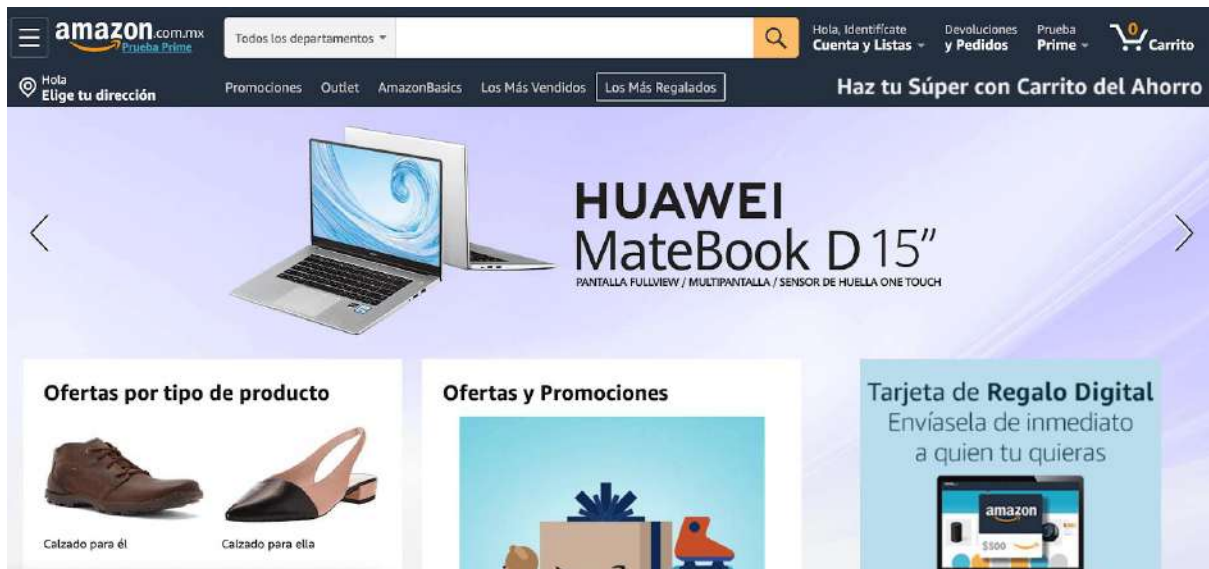 amazon.com.mx
Prueba Prime
Todos los departamentos
Hola, Identifícate
Cuenta y Listas
Devoluciones
y Pedidos
Prueba
Prime
0
Carrito
Hola
Elige tu dirección
Promociones Outlet AmazonBasics Los Más Vendidos Los Más Regalados
Haz tu Súper con Carrito del Ahorro
HUAWEI
MateBook D 15"
PANTALLA FULLVIEW / MULTIPANTALLA / SENSOR DE HUELLA ONE TOUCH
Ofertas por tipo de producto
Calzado para él
Calzado para ella
Ofertas y Promociones
Tarjeta de Regalo Digital
Envíasela de inmediato
a quien tu quieras
amazon
$500